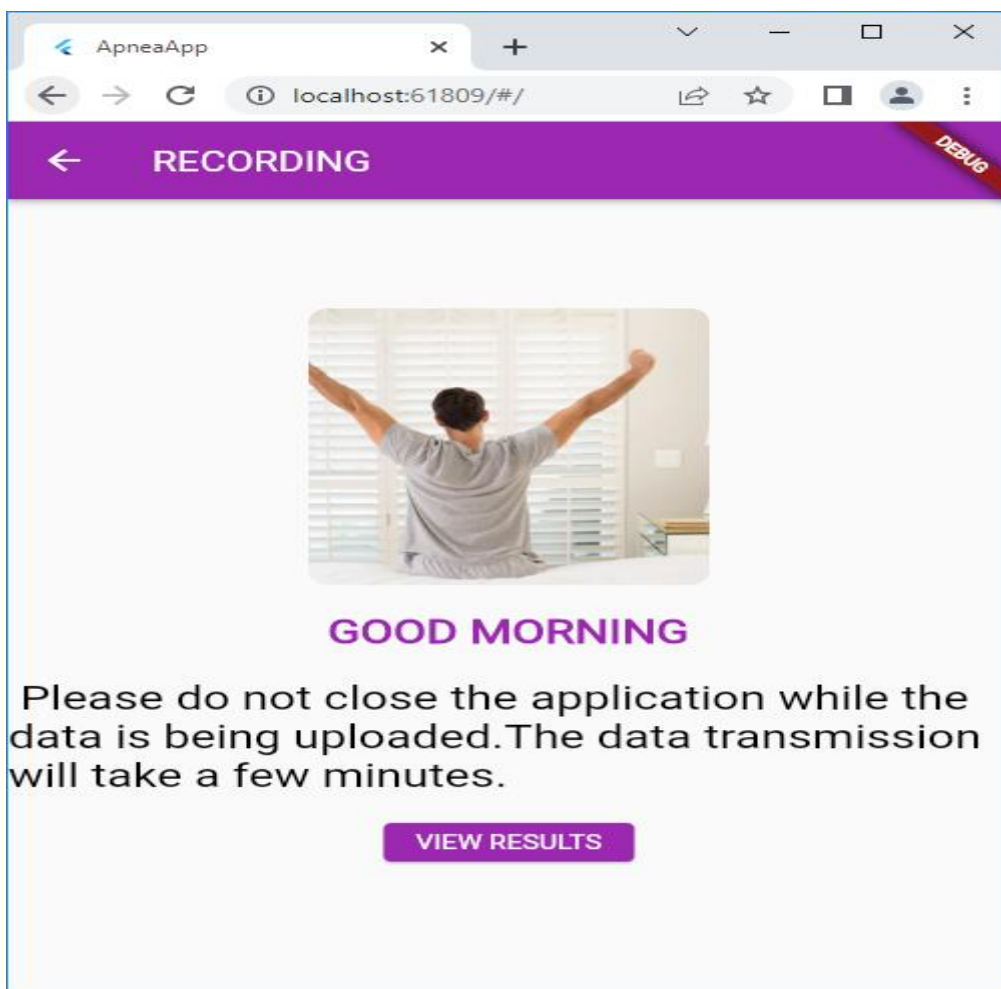 ApneaApp
localhost:61809/#/
RECORDING
DEBUG
GOOD MORNING
Please do not close the application while the
data is being uploaded.The data transmission
will take a few minutes.
VIEW RESULTS